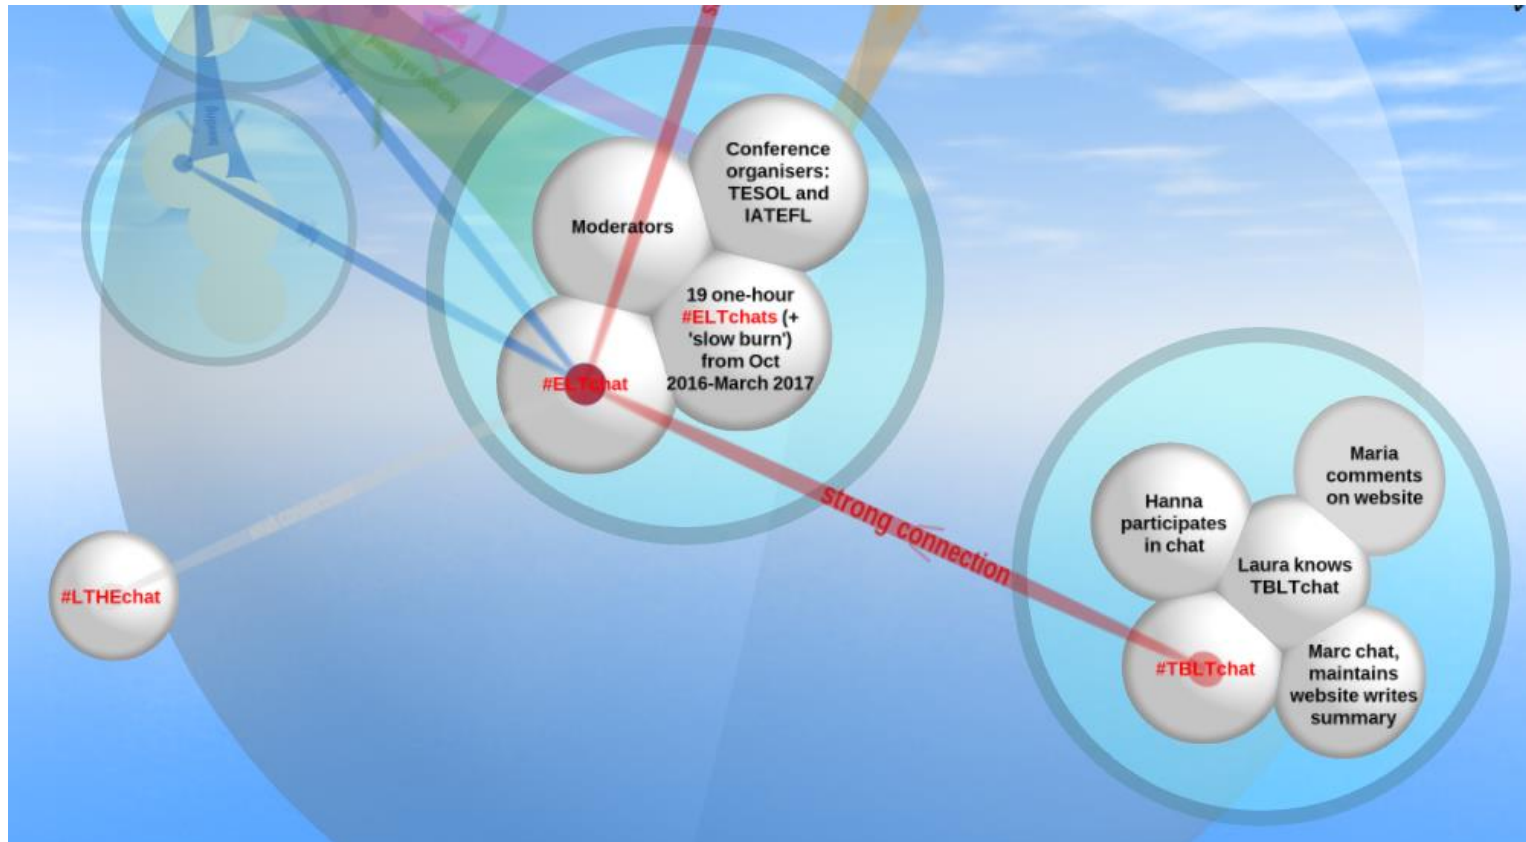 Conference
organisers:
TESOL and
IATEFL
Moderators
19 one-hour
#ELTchats (+
'slow burn')
from Oct
2016-March 2017
#ELTchat
strong connection
#LTHEchat
Maria
comments
on website
Hanna
participates
in chat
Laura knows
TBLTchat
#TBLTchat
Marc chat,
maintains
website writes
summary